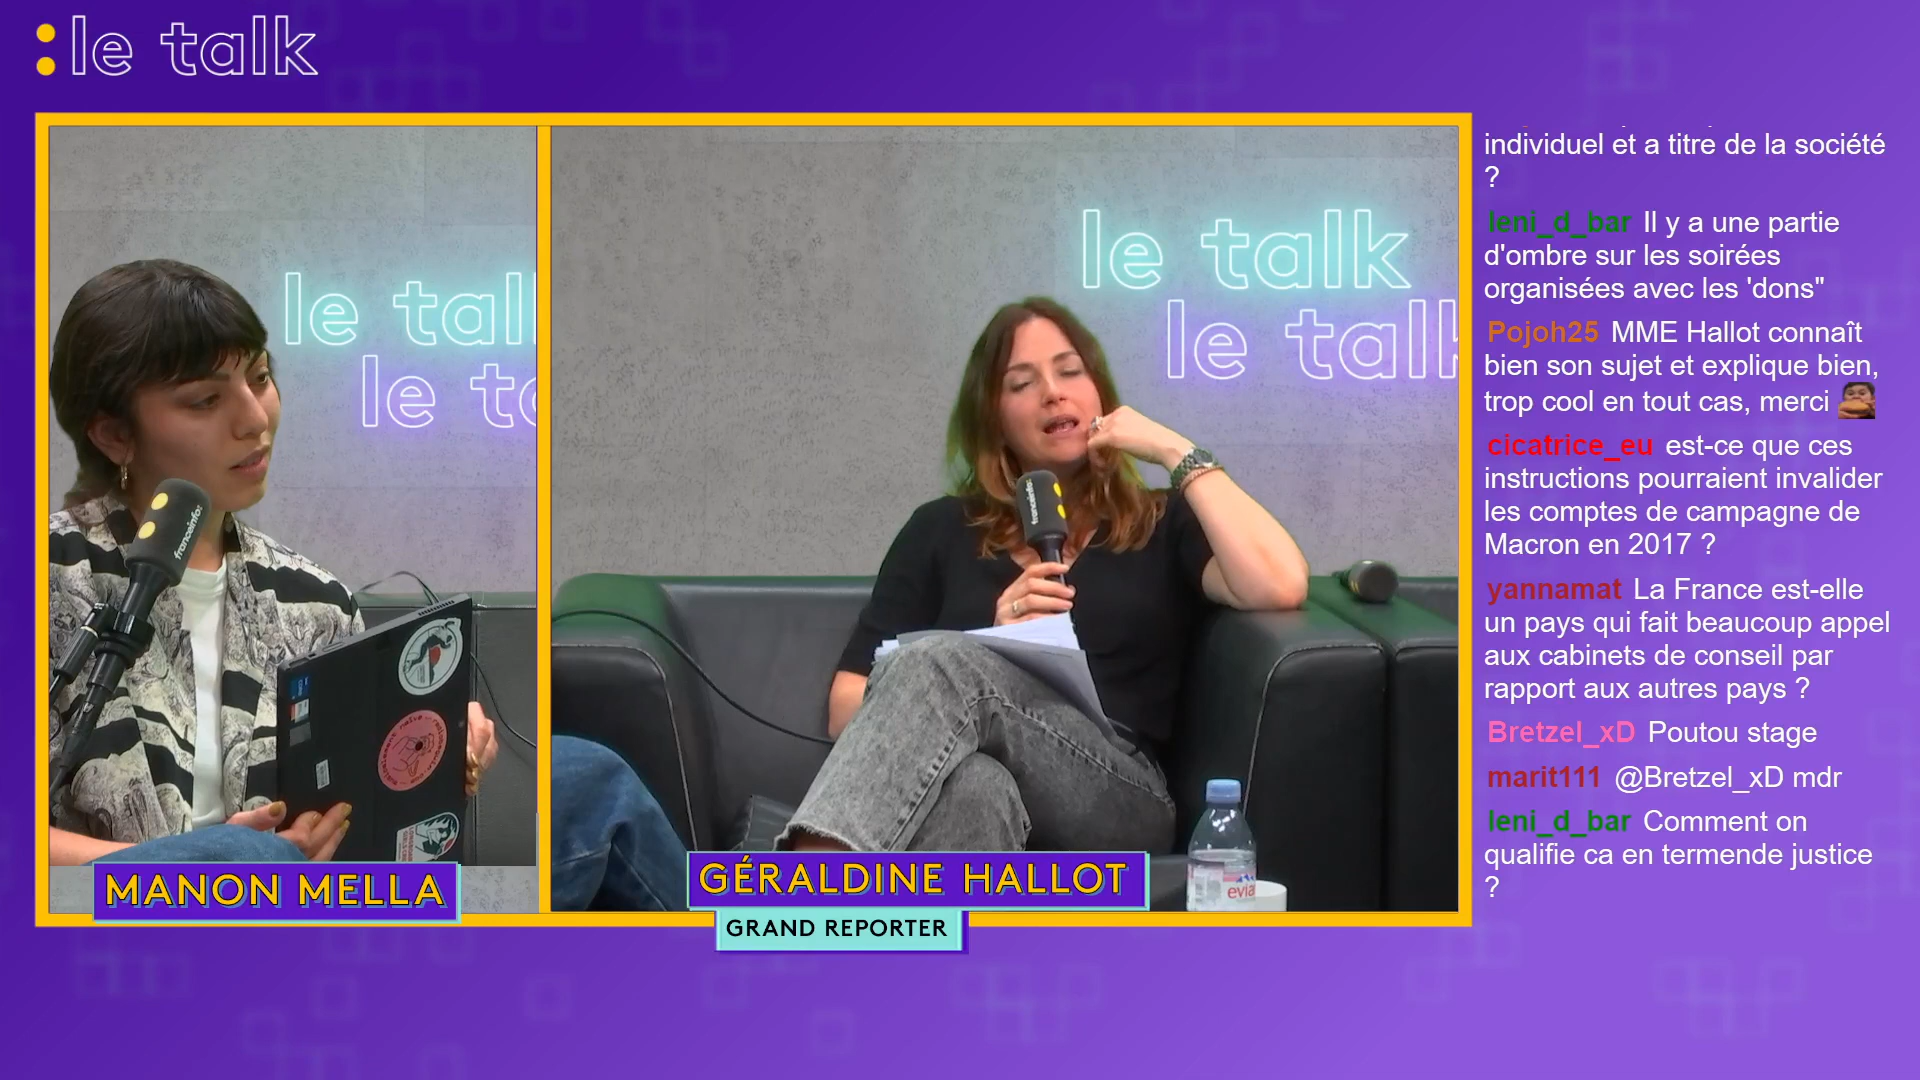 :le talk
le talk
le talk
le tal
le t
franceinfo:
franceinfo:
evia
MANON MELLA
GÉRALDINE HALLOT
GRAND REPORTER
individuel et a titre de la société
?
leni_d_bar Il y a une partie
d'ombre sur les soirées
organisées avec les 'dons"
Pojoh25 MME Hallot connaît
bien son sujet et explique bien,
trop cool en tout cas, merci
cicatrice_eu est-ce que ces
instructions pourraient invalider
les comptes de campagne de
Macron en 2017 ?
yannamat La France est-elle
un pays qui fait beaucoup appel
aux cabinets de conseil par
rapport aux autres pays ?
Bretzel_xD Poutou stage
marit111 @Bretzel_xD mdr
leni_d_bar Comment on
qualifie ca en termende justice
?